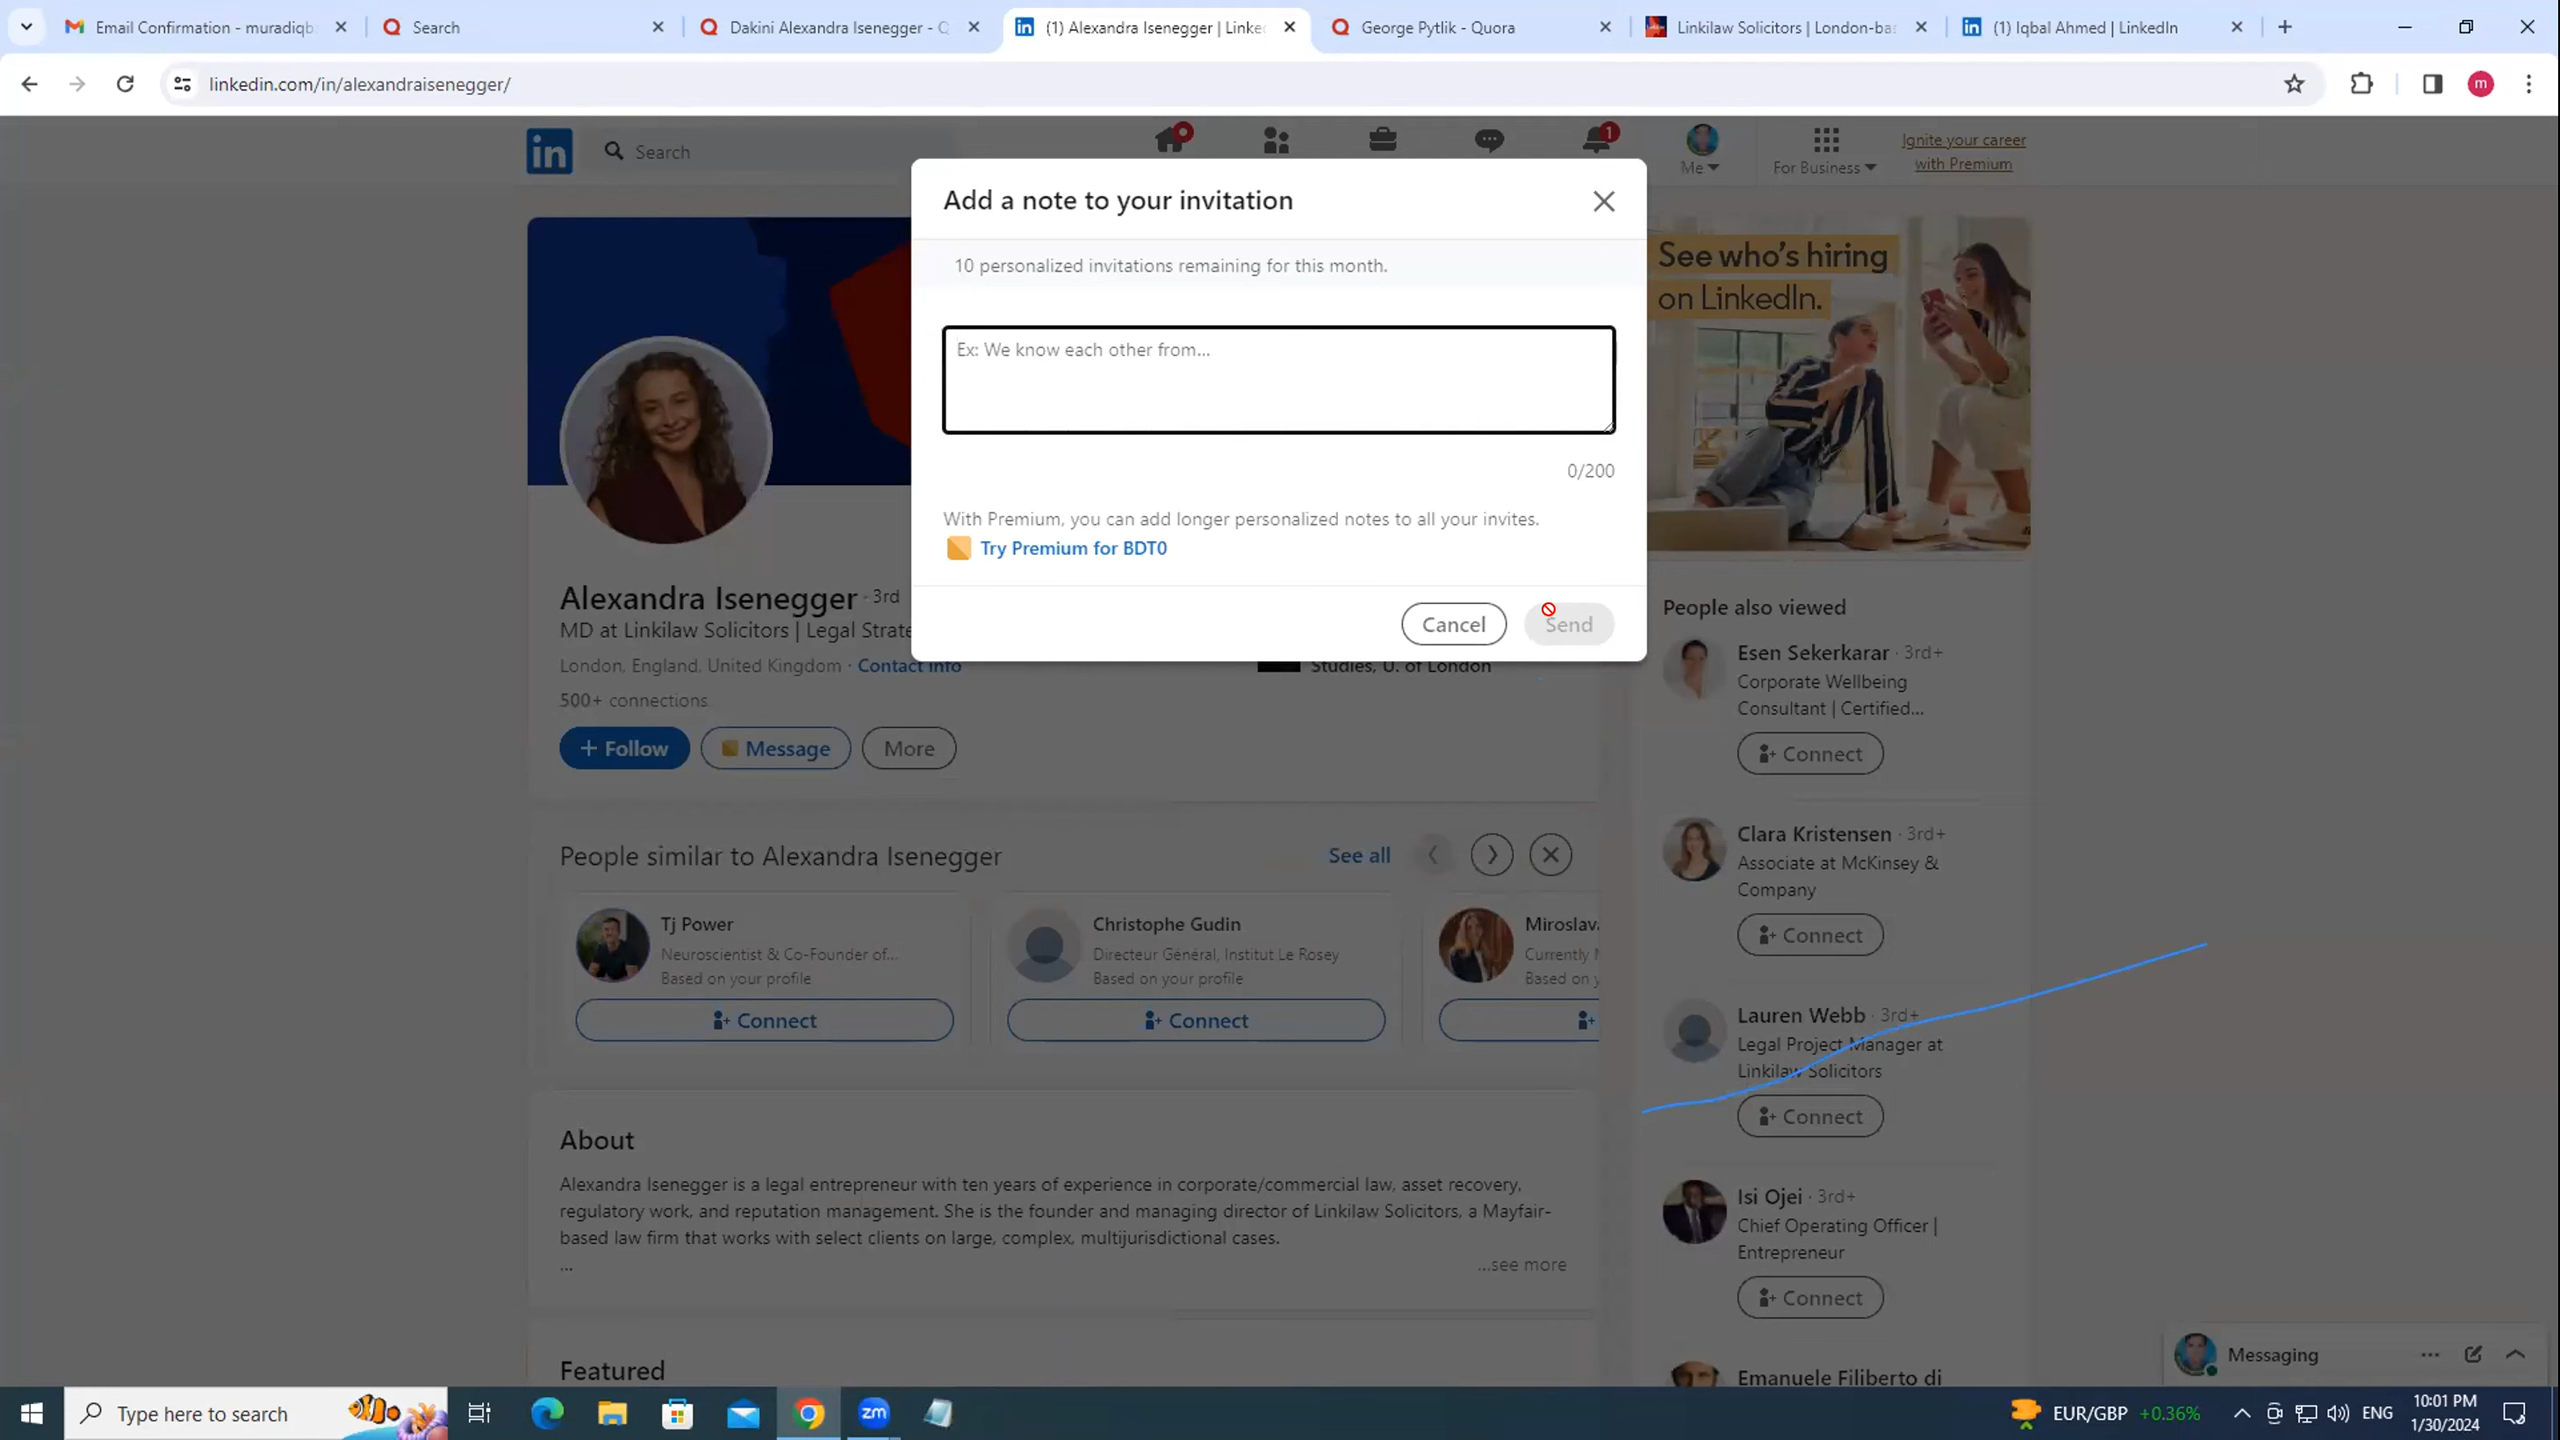 Email Confirmation - muradiqb
Search
Dakini Alexandra Isenegger - Q
(1) Alexandra Isenegger | Linke
George Pytlik - Quora
Linkilaw Solicitors | London-ba
(1) Iqbal Ahmed | LinkedIn
linkedin.com/in/alexandraisenegger/
m
in
Search
1
Me
For Business
Ignite your career
with Premium
Add a note to your invitation
10 personalized invitations remaining for this month.
Ex: We know each other from...
0/200
With Premium, you can add longer personalized notes to all your invites.
Try Premium for BDT0
Cancel
Send
See who's hiring
on LinkedIn.
Alexandra Isenegger · 3rd
MD at Linkilaw Solicitors | Legal Strate
London, England, United Kingdom · Contact info
Studies, U. of London
500+ connections
+ Follow
Message
More
People also viewed
Esen Sekerkarar · 3rd+
Corporate Wellbeing
Consultant | Certified...
Connect
Clara Kristensen · 3rd+
Associate at McKinsey &
Company
Connect
Lauren Webb · 3rd+
Legal Project Manager at
Linkilaw Solicitors
Connect
Isi Ojei · 3rd+
Chief Operating Officer |
Entrepreneur
Connect
Emanuele Filiberto di
People similar to Alexandra Isenegger
See all
Tj Power
Neuroscientist & Co-Founder of...
Based on your profile
Connect
Christophe Gudin
Directeur Général, Institut Le Rosey
Based on your profile
Connect
Miroslav
Currently
Based on y
About
Alexandra Isenegger is a legal entrepreneur with ten years of experience in corporate/commercial law, asset recovery,
regulatory work, and reputation management. She is the founder and managing director of Linkilaw Solicitors, a Mayfair-
based law firm that works with select clients on large, complex, multijurisdictional cases.
...
...see more
Featured
Messaging
Type here to search
zm
EUR/GBP +0.36%
ENG
10:01 PM
1/30/2024